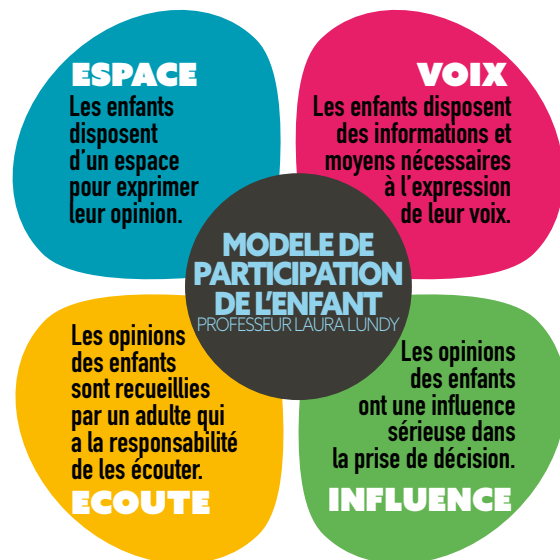 ESPACE
Les enfants
disposent
d'un espace
pour exprimer
leur opinion.
VOIX
Les enfants disposent
des informations et
moyens nécessaires
à l'expression
de leur voix.
MODELE DE
PARTICIPATION
DE L'ENFANT
PROFESSEUR LAURA LUNDY
Les opinions
des enfants
sont recueillies
par un adulte qui
a la responsabilité
de les écouter.
ECOUTE
Les opinions
des enfants
ont une influence
sérieuse dans
la prise de décision.
INFLUENCE